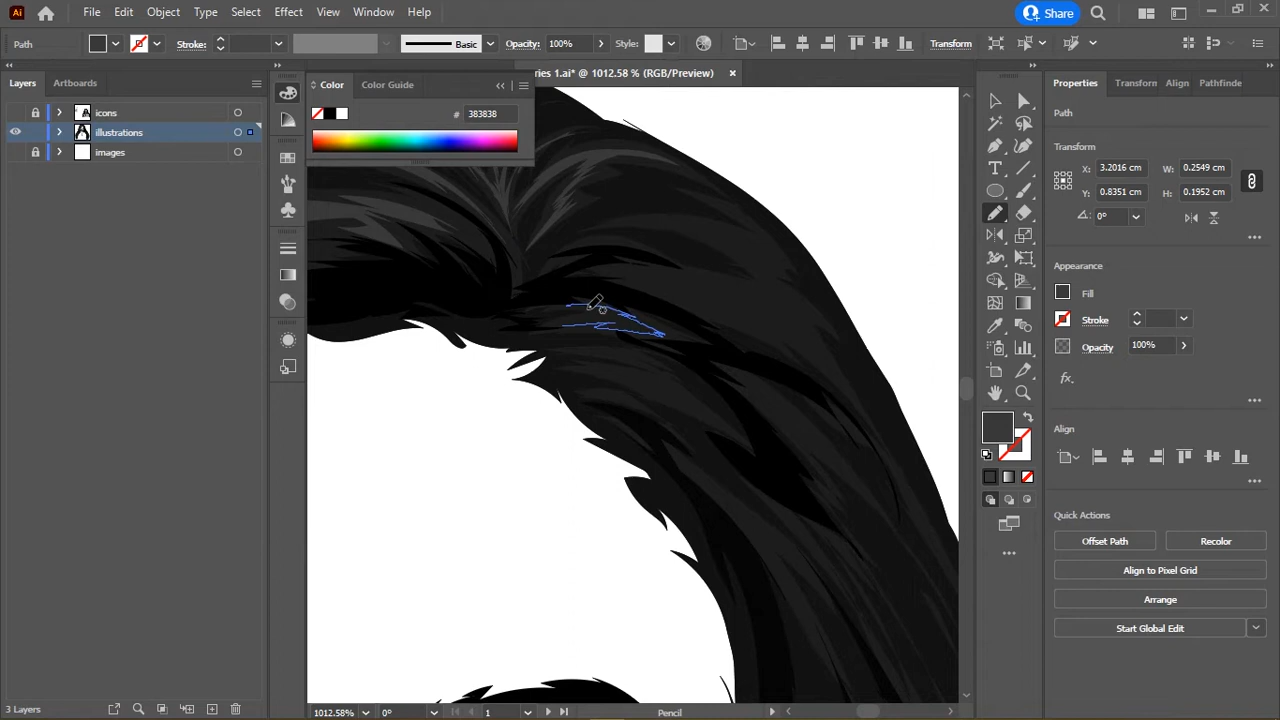 Ai
File Edit Object Type Select Effect View Window Help
Share
Path
Stroke:
Basic
Opacity: 100%
Style:
Transform
Layers Artboards
icons
illustrations
images
3 Layers
Color Color Guide
# 383838
ries 1.ai* @ 1012.58 % (RGB/Preview)
1012.58%
0°
1
Pencil
Properties Transform Align Pathfinde
Path
Transform
X: 3.2016 cm W: 0.2549 cm
Y: 0.8351 cm H: 0.1952 cm
0°
Appearance
Fill
Stroke
Opacity 100%
fx.
Align
Quick Actions
Offset Path Recolor
Align to Pixel Grid
Arrange
Start Global Edit